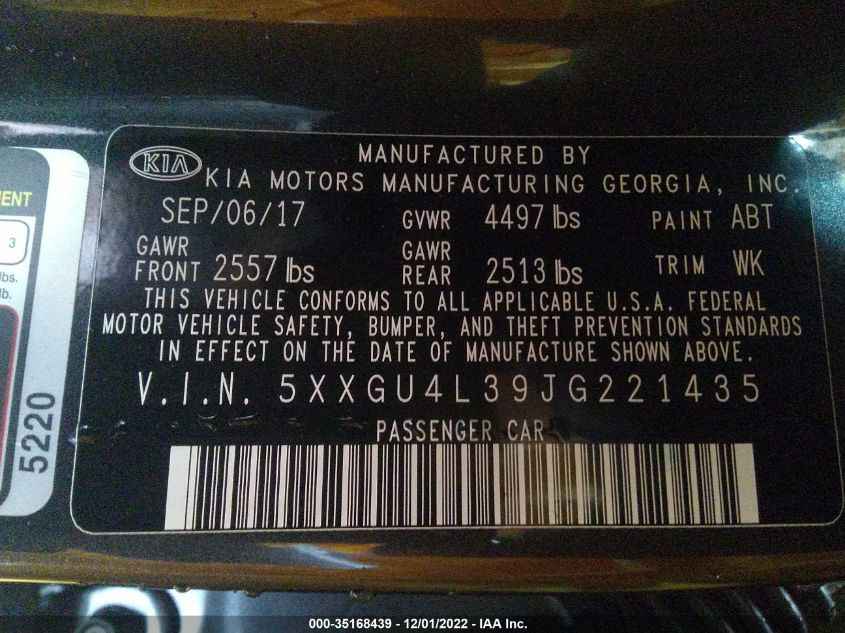 KIA
MANUFACTURED BY
KIA MOTORS MANUFACTURING GEORGIA, INC.
SEP/06/17 GVWR 4497 lbs PAINT ABT
GAWR FRONT 2557 lbs GAWR REAR 2513 lbs TRIM WK
THIS VEHICLE CONFORMS TO ALL APPLICABLE U.S.A. FEDERAL
MOTOR VEHICLE SAFETY, BUMPER, AND THEFT PREVENTION STANDARDS
IN EFFECT ON THE DATE OF MANUFACTURE SHOWN ABOVE.
V.I.N. 5XXGU4L39JG221435
PASSENGER CAR
3
lbs.
lb.
5220
000-35168439 - 12/01/2022 - IAA Inc.